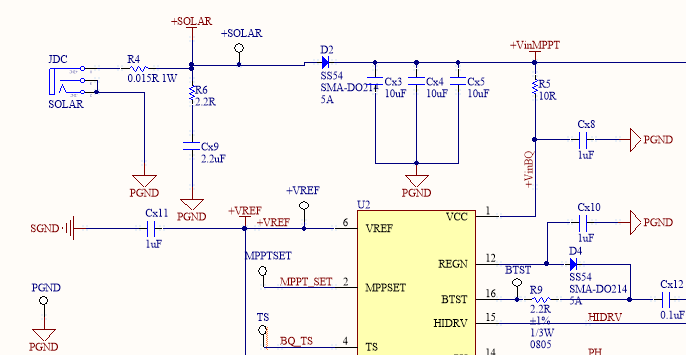 +SOLAR
+SOLAR
+VinMPPT
JDC
R4
0.015R 1W
SOLAR
D2
SS54
SMA-DO214
5A
Cx3
10uF
Cx4
10uF
Cx5
10uF
R5
10R
R6
2.2R
Cx9
2.2uF
Cx8
1uF
PGND
+VinBQ
PGND
PGND
PGND
+VREF
+VREF
+VREF
SGND
Cx11
1uF
U2
6
VREF
VCC
1
Cx10
1uF
PGND
MPPTSET
MPPT_SET
2
MPPSET
REGN
12
D4
SS54
SMA-DO214
5A
BTST
BTST
16
R9
2.2R
±1%
1/3W
0805
Cx12
0.1uF
PGND
PGND
TS
BQ_TS
4
TS
HIDRV
15
HIDRV
14
PH